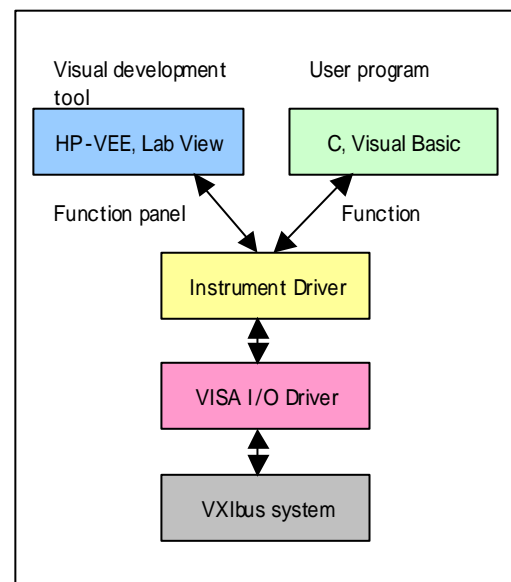 Visual development
tool
User program
HP-VEE, Lab View
C, Visual Basic
Function panel
Function
Instrument Driver
VISA I/O Driver
VXIbus system